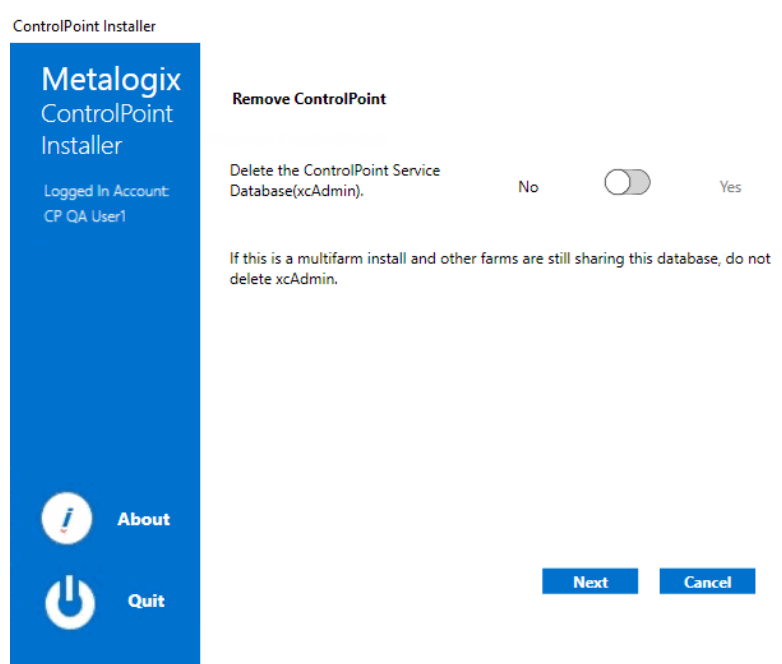 ControlPoint Installer
Metalogix
ControlPoint
Installer
Logged In Account:
CP QA User1
About
Quit
Remove ControlPoint
Delete the ControlPoint Service
Database(xcAdmin).
No
Yes
If this is a multifarm install and other farms are still sharing this database, do not
delete xcAdmin.
Next
Cancel